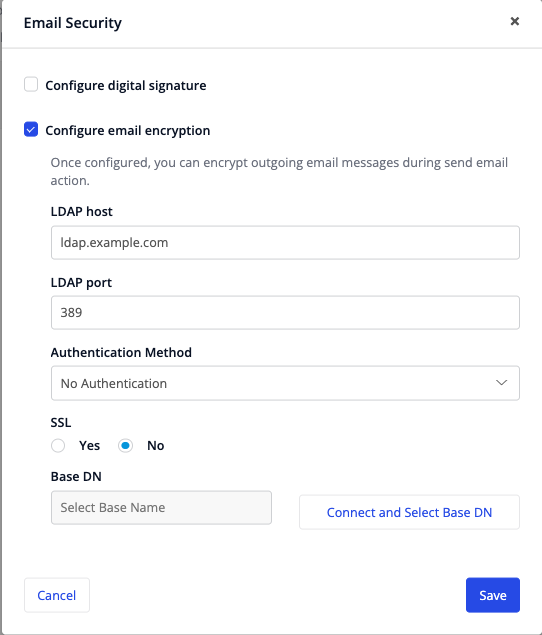 Email Security
Configure digital signature
Configure email encryption
Once configured, you can encrypt outgoing email messages during send email
action.
LDAP host
ldap.example.com
LDAP port
389
Authentication Method
No Authentication
SSL
Yes No
Base DN
Select Base Name
Connect and Select Base DN
Cancel
Save